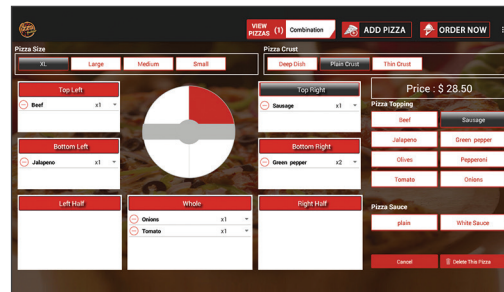 Pizza
VIEW PIZZAS (1) Combination ADD PIZZA ORDER NOW
Pizza Size Pizza Crust
XL Large Medium Small Deep Dish Plain Crust Thin Crust
Top Left Top Right Price : $ 28.50
Beef x1 Sausage x1 Pizza Topping
Beef Sausage
Bottom Left Bottom Right Jalapeno Green pepper
Jalapeno x1 Green pepper x2 Olives Pepperoni
Tomato Onions
Left Half Whole Right Half Pizza Sauce
Onions x1 plain White Sauce
Tomato x1
Cancel Delete This Pizza